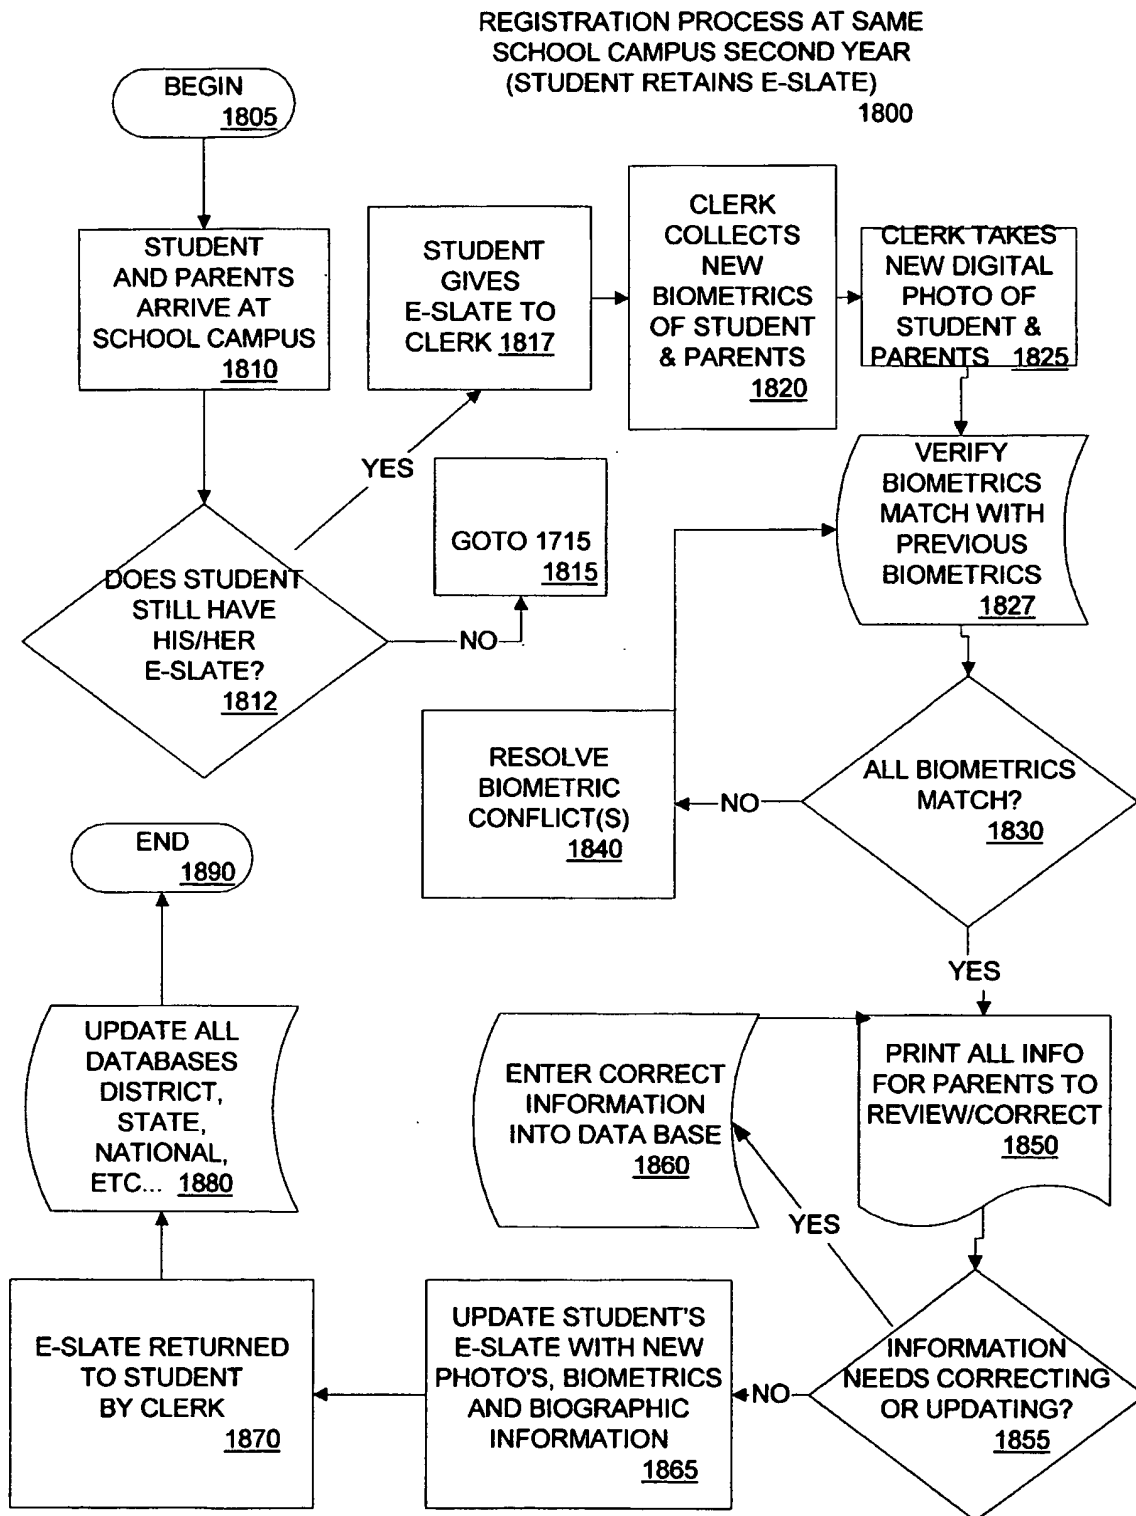 REGISTRATION PROCESS AT SAME
SCHOOL CAMPUS SECOND YEAR
(STUDENT RETAINS E-SLATE)
1800
BEGIN
1805
STUDENT
AND PARENTS
ARRIVE AT
SCHOOL CAMPUS
1810
STUDENT
GIVES
E-SLATE TO
CLERK 1817
CLERK
COLLECTS
NEW
BIOMETRICS
OF STUDENT
& PARENTS
1820
CLERK TAKES
NEW DIGITAL
PHOTO OF
STUDENT &
PARENTS 1825
YES
DOES STUDENT
STILL HAVE
HIS/HER
E-SLATE?
1812
NO
GOTO 1715
1815
VERIFY
BIOMETRICS
MATCH WITH
PREVIOUS
BIOMETRICS
1827
ALL BIOMETRICS
MATCH?
1830
NO
RESOLVE
BIOMETRIC
CONFLICT(S)
1840
YES
PRINT ALL INFO
FOR PARENTS TO
REVIEW/CORRECT
1850
ENTER CORRECT
INFORMATION
INTO DATA BASE
1860
YES
INFORMATION
NEEDS CORRECTING
OR UPDATING?
1855
NO
UPDATE STUDENT'S
E-SLATE WITH NEW
PHOTO'S, BIOMETRICS
AND BIOGRAPHIC
INFORMATION
1865
E-SLATE RETURNED
TO STUDENT
BY CLERK
1870
UPDATE ALL
DATABASES
DISTRICT,
STATE,
NATIONAL,
ETC... 1880
END
1890